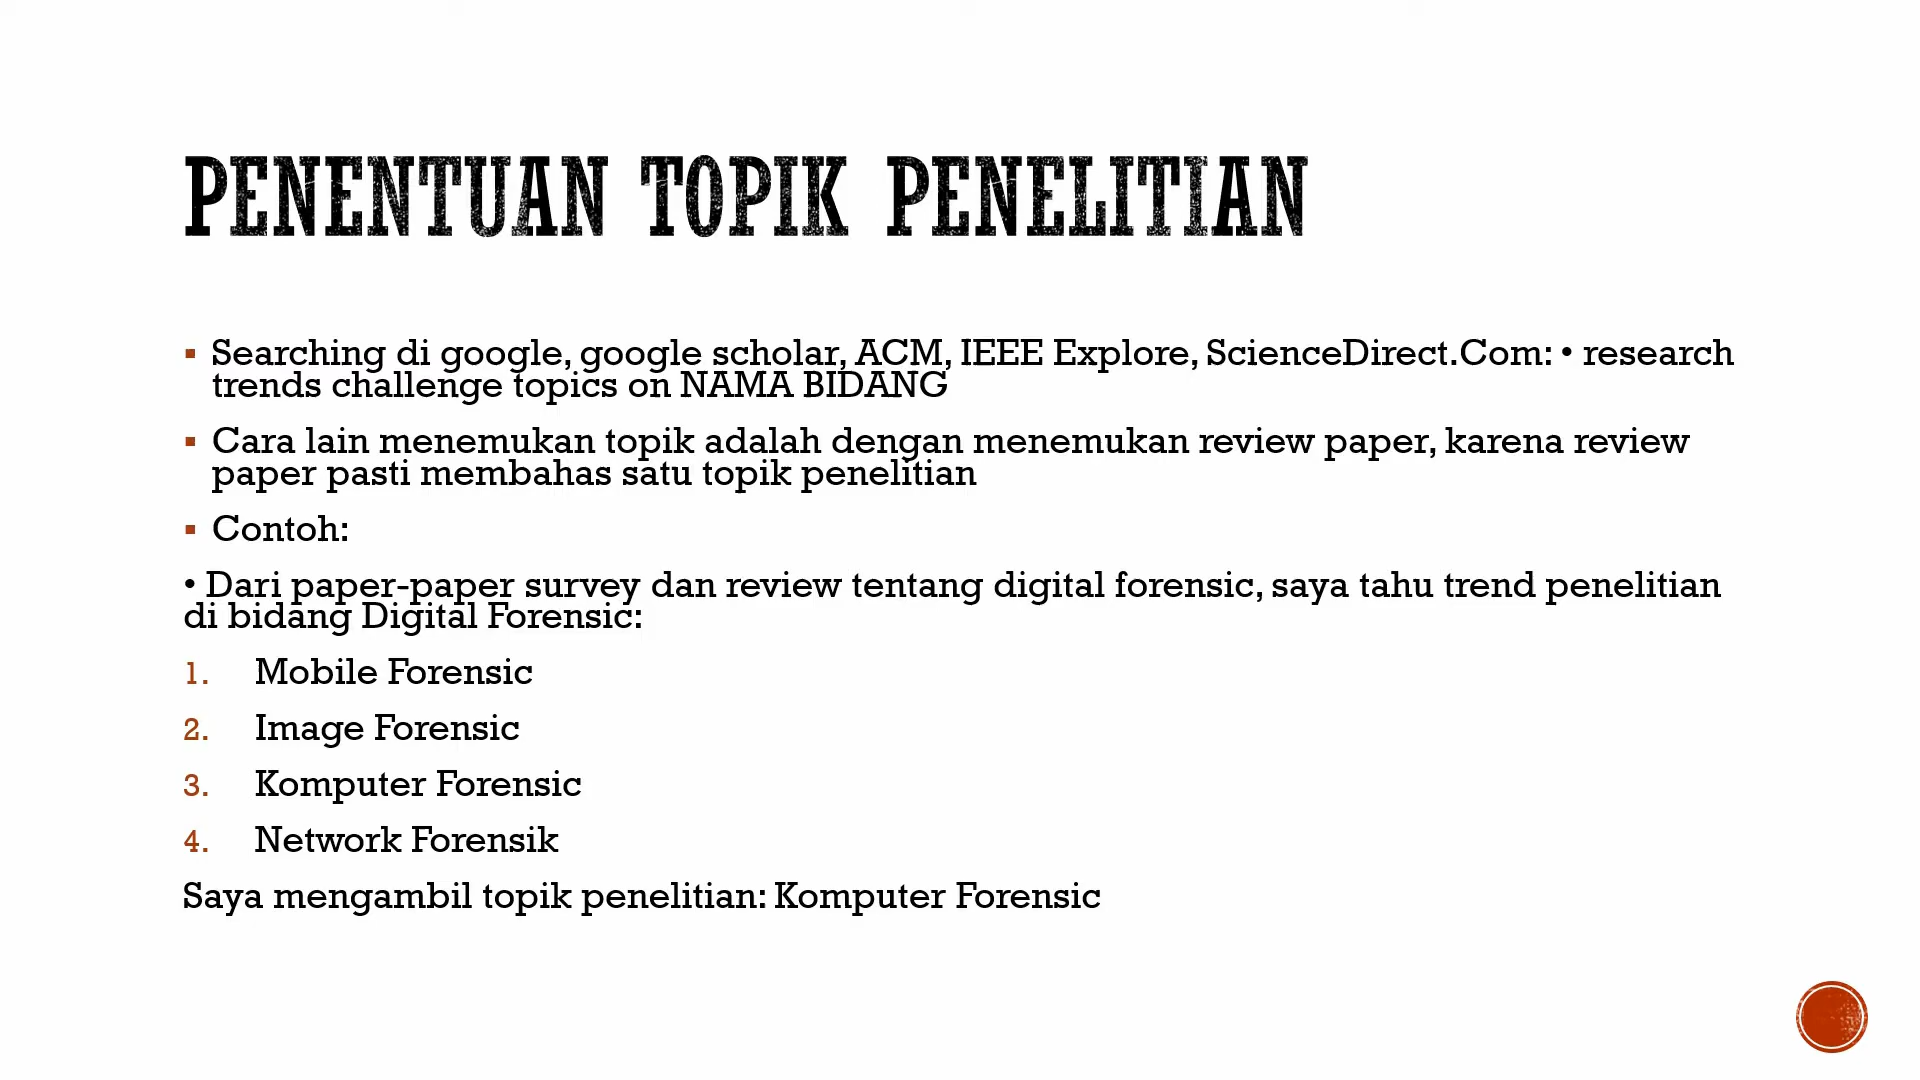 PENENTUAN TOPIK PENELITIAN
▪ Searching di google, google scholar, ACM, IEEE Explore, ScienceDirect.Com: • research
trends challenge topics on NAMA BIDANG
▪ Cara lain menemukan topik adalah dengan menemukan review paper, karena review
paper pasti membahas satu topik penelitian
▪ Contoh:
• Dari paper-paper survey dan review tentang digital forensic, saya tahu trend penelitian
di bidang Digital Forensic:
1. Mobile Forensic
2. Image Forensic
3. Komputer Forensic
4. Network Forensik
Saya mengambil topik penelitian: Komputer Forensic